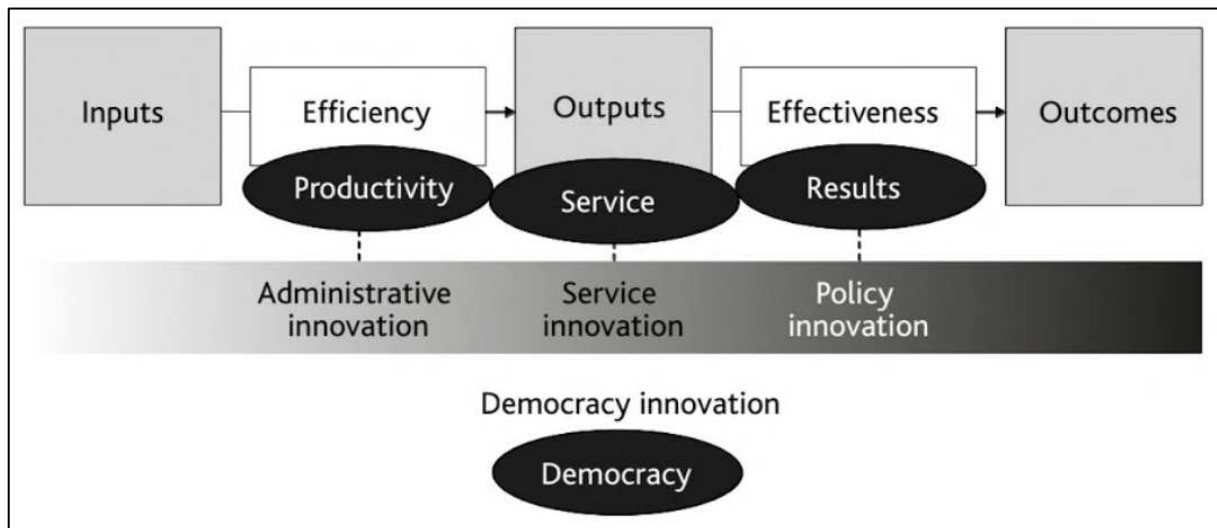 Inputs
Efficiency
Outputs
Effectiveness
Outcomes
Productivity
Service
Results
Administrative
innovation
Service
innovation
Policy
innovation
Democracy innovation
Democracy